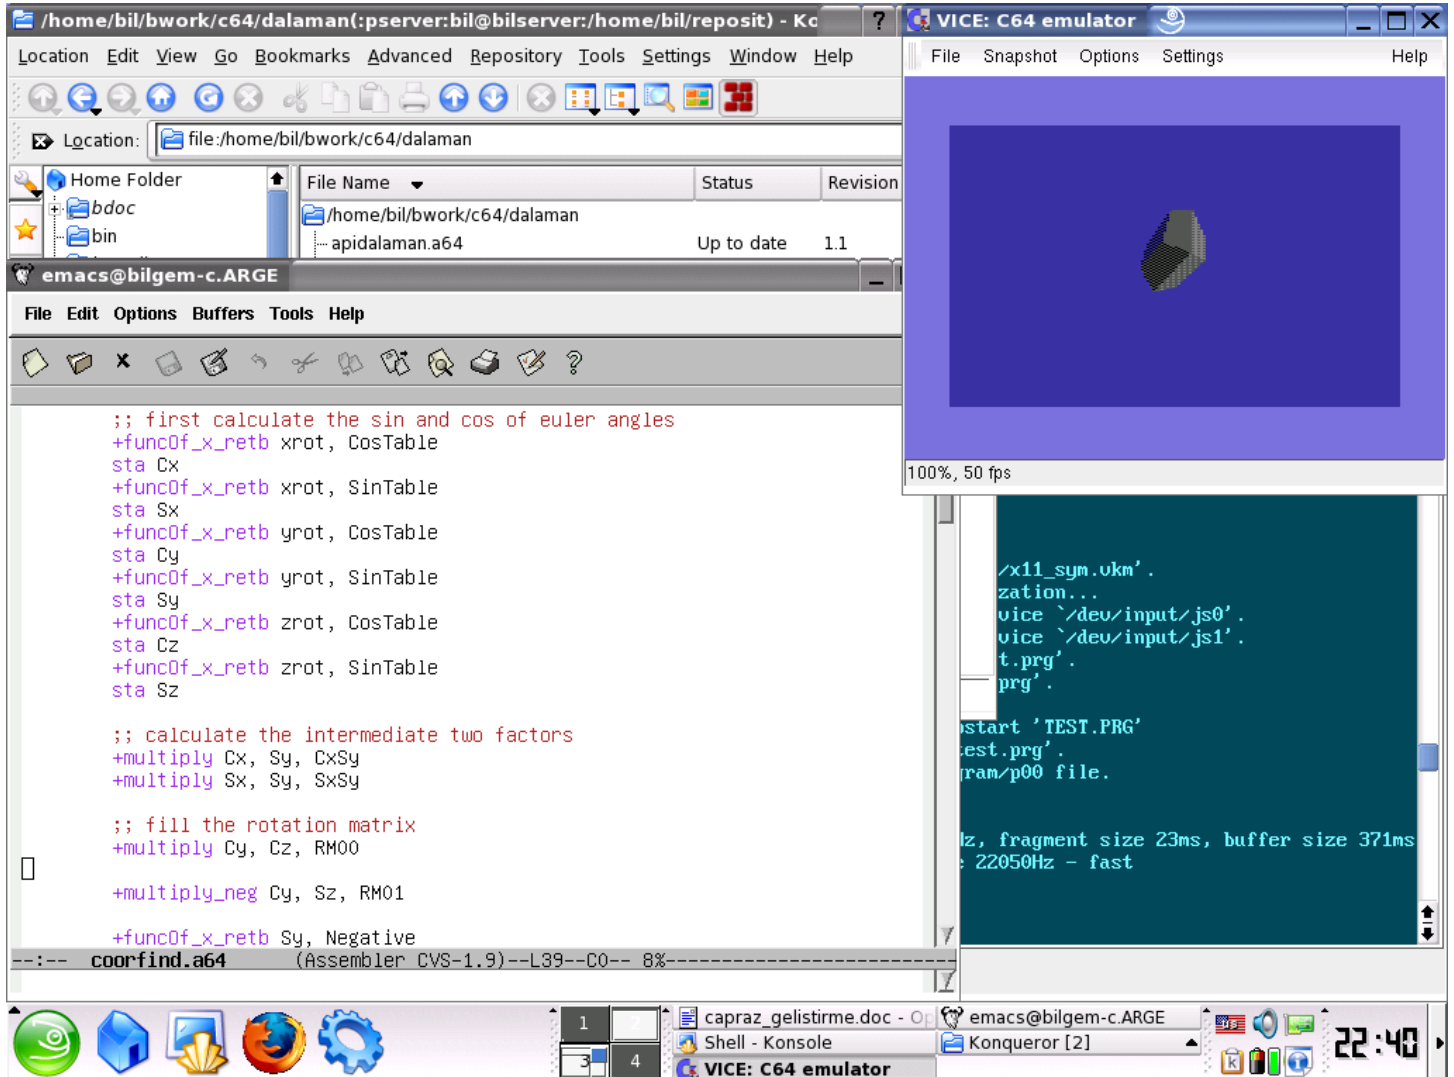 /home/bil/bwork/c64/dalaman(:pserver:bil@bilserver:/home/bil/reposit) - Ko
?
Location Edit View Go Bookmarks Advanced Repository Tools Settings Window Help
Location: file:/home/bil/bwork/c64/dalaman
Home Folder
bdoc
bin
File Name Status Revision
/home/bil/bwork/c64/dalaman
apidalaman.a64 Up to date 1.1
VICE: C64 emulator
File Snapshot Options Settings Help
100%, 50 fps
emacs@bilgem-c.ARGE
File Edit Options Buffers Tools Help
;; first calculate the sin and cos of euler angles
+funcOf_x_retb xrot, CosTable
sta Cx
+funcOf_x_retb xrot, SinTable
sta Sx
+funcOf_x_retb yrot, CosTable
sta Cy
+funcOf_x_retb yrot, SinTable
sta Sy
+funcOf_x_retb zrot, CosTable
sta Cz
+funcOf_x_retb zrot, SinTable
sta Sz
;; calculate the intermediate two factors
+multiply Cx, Sy, CxSy
+multiply Sx, Sy, SxSy
;; fill the rotation matrix
+multiply Cy, Cz, RM00
+multiply_neg Cy, Sz, RM01
+funcOf_x_retb Sy, Negative
--:-- coorfind.a64 (Assembler CVS-1.9)--L39--C0-- 8%--------------------------
/x11_sym.vkm'.
zation...
vice `/dev/input/js0'.
vice `/dev/input/js1'.
t.prg'.
prg'.
start 'TEST.PRG'
test.prg'.
ram/p00 file.
Hz, fragment size 23ms, buffer size 371ms
: 22050Hz - fast
1 2
3 4
capraz_gelistirme.doc - Op
Shell - Konsole
VICE: C64 emulator
emacs@bilgem-c.ARGE
Konqueror [2]
US
k
22:40